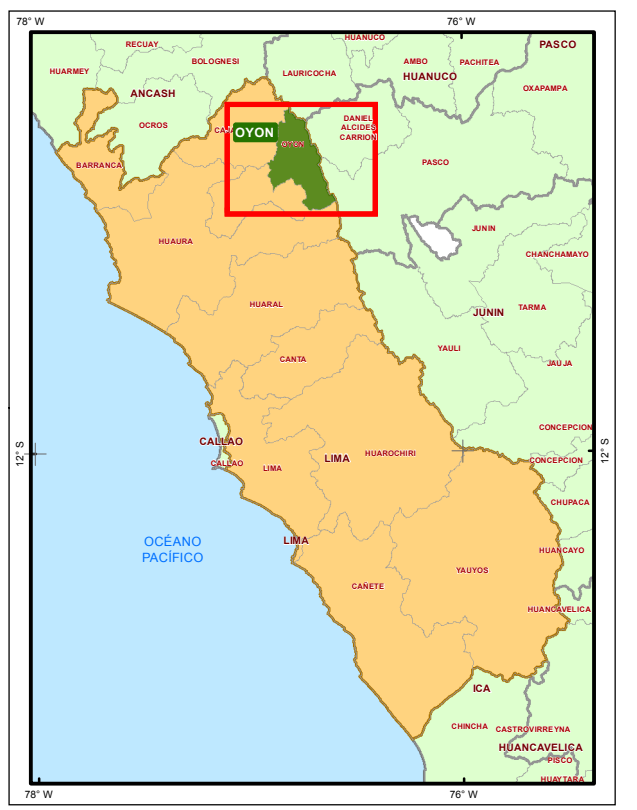 78° W
76° W
HUANUCO
PASCO
RECUAY
BOLOGNESI
AMBO
PACHITEA
HUARMEY
LAURICOCHA
HUANUCO
OXAPAMPA
ANCASH
OCROS
DANIEL
ALCIDES
CARRION
OYON
OYON
BARRANCA
PASCO
JUNIN
HUAURA
CHANCHAMAYO
HUARAL
TARMA
JUNIN
YAULI
CANTA
JAUJA
CONCEPCION
CALLAO
12° S
12° S
HUAROCHIRI
LIMA
CALLAO
LIMA
CONCEPCION
CHUPACA
OCÉANO
PACÍFICO
LIMA
HUANCAYO
YAUYOS
CAÑETE
HUANCAVELICA
ICA
CHINCHA
CASTROVIRREYNA
HUANCAVELICA
PISCO
HUAYTARA
78° W
76° W